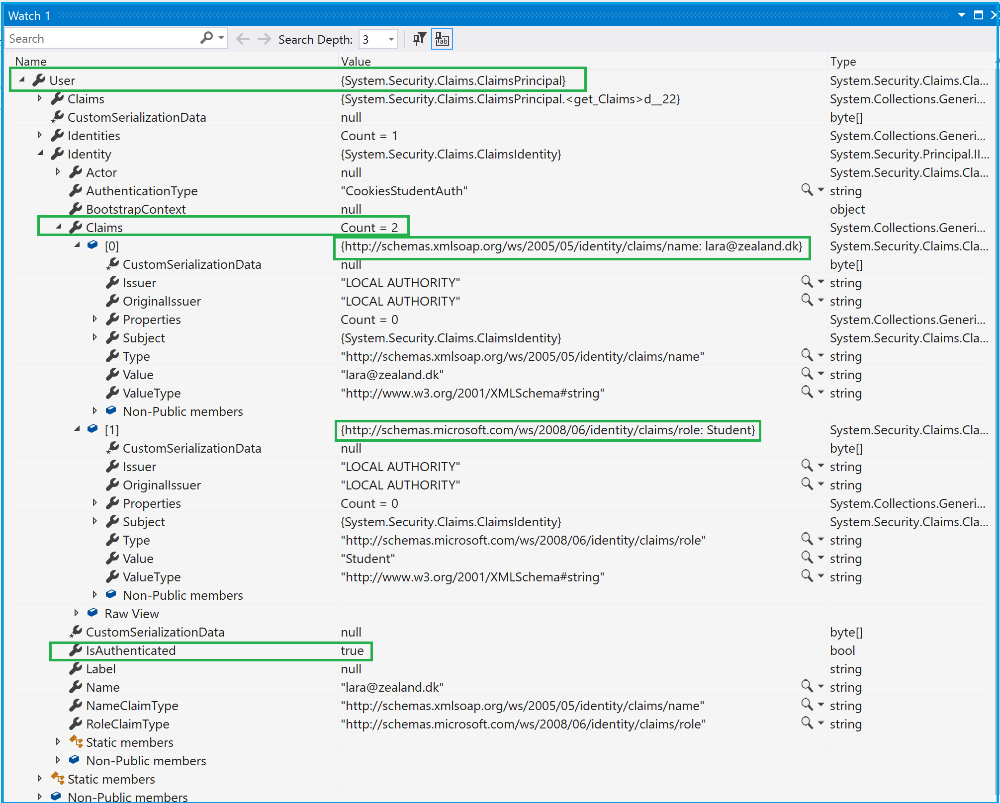 Watch 1
Search Search Depth: 3
Name Value Type
User {System.Security.Claims.ClaimsPrincipal} System.Security.Claims.Cla...
Claims {System.Security.Claims.ClaimsPrincipal.<get_Claims>d__22} System.Collections.Generi...
CustomSerializationData null byte[]
Identities Count = 1 System.Collections.Generi...
Identity {System.Security.Claims.ClaimsIdentity} System.Security.Principal.II...
Actor null System.Security.Claims.Cla...
AuthenticationType "CookiesStudentAuth" string
BootstrapContext null object
Claims Count = 2 System.Collections.Generi...
[0] {http://schemas.xmlsoap.org/ws/2005/05/identity/claims/name: lara@zealand.dk} System.Security.Claims.Cla...
CustomSerializationData null byte[]
Issuer "LOCAL AUTHORITY" string
OriginalIssuer "LOCAL AUTHORITY" string
Properties Count = 0 System.Collections.Generi...
Subject {System.Security.Claims.ClaimsIdentity} System.Security.Claims.Cla...
Type "http://schemas.xmlsoap.org/ws/2005/05/identity/claims/name" string
Value "lara@zealand.dk" string
ValueType "http://www.w3.org/2001/XMLSchema#string" string
Non-Public members
[1] {http://schemas.microsoft.com/ws/2008/06/identity/claims/role: Student} System.Security.Claims.Cla...
CustomSerializationData null byte[]
Issuer "LOCAL AUTHORITY" string
OriginalIssuer "LOCAL AUTHORITY" string
Properties Count = 0 System.Collections.Generi...
Subject {System.Security.Claims.ClaimsIdentity} System.Security.Claims.Cla...
Type "http://schemas.microsoft.com/ws/2008/06/identity/claims/role" string
Value "Student" string
ValueType "http://www.w3.org/2001/XMLSchema#string" string
Non-Public members
Raw View
CustomSerializationData null byte[]
IsAuthenticated true bool
Label null string
Name "lara@zealand.dk" string
NameClaimType "http://schemas.xmlsoap.org/ws/2005/05/identity/claims/name" string
RoleClaimType "http://schemas.microsoft.com/ws/2008/06/identity/claims/role" string
Static members
Non-Public members
Static members
Non-Public members